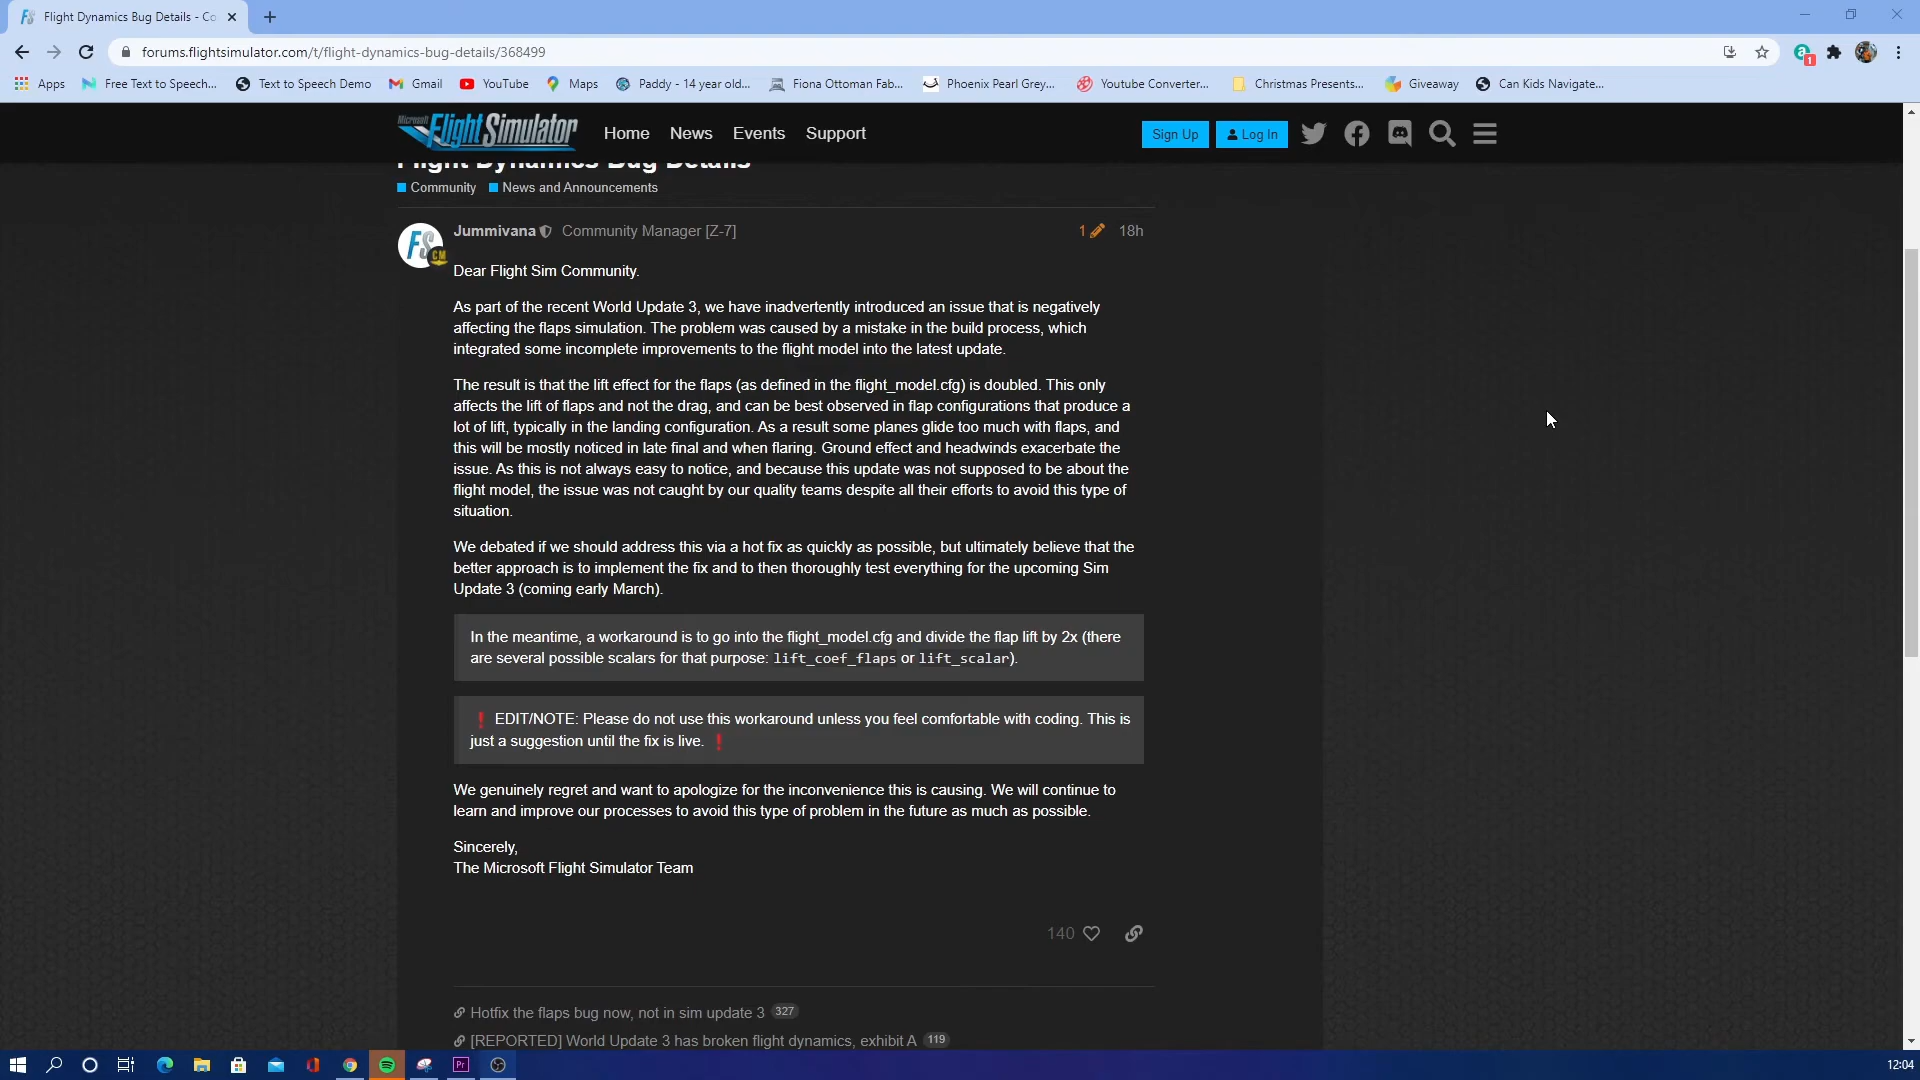 Flight Dynamics Bug Details - Co
forums.flightsimulator.com/t/flight-dynamics-bug-details/368499
1
Apps
Free Text to Speech...
Text to Speech Demo
Gmail
YouTube
Maps
Paddy - 14 year old...
Fiona Ottoman Fab...
Phoenix Pearl Grey...
Youtube Converter...
Christmas Presents...
Giveaway
Can Kids Navigate...
Microsoft Flight Simulator
Home
News
Events
Support
Sign Up
Log In
Flight Dynamics Bug Details
Community
News and Announcements
FS CM
Jummivana
Community Manager [Z-7]
1
18h
Dear Flight Sim Community.
As part of the recent World Update 3, we have inadvertently introduced an issue that is negatively
affecting the flaps simulation. The problem was caused by a mistake in the build process, which
integrated some incomplete improvements to the flight model into the latest update.
The result is that the lift effect for the flaps (as defined in the flight_model.cfg) is doubled. This only
affects the lift of flaps and not the drag, and can be best observed in flap configurations that produce a
lot of lift, typically in the landing configuration. As a result some planes glide too much with flaps, and
this will be mostly noticed in late final and when flaring. Ground effect and headwinds exacerbate the
issue. As this is not always easy to notice, and because this update was not supposed to be about the
flight model, the issue was not caught by our quality teams despite all their efforts to avoid this type of
situation.
We debated if we should address this via a hot fix as quickly as possible, but ultimately believe that the
better approach is to implement the fix and to then thoroughly test everything for the upcoming Sim
Update 3 (coming early March).
In the meantime, a workaround is to go into the flight_model.cfg and divide the flap lift by 2x (there
are several possible scalars for that purpose: lift_coef_flaps or lift_scalar).
❗ EDIT/NOTE: Please do not use this workaround unless you feel comfortable with coding. This is
just a suggestion until the fix is live. ❗
We genuinely regret and want to apologize for the inconvenience this is causing. We will continue to
learn and improve our processes to avoid this type of problem in the future as much as possible.
Sincerely,
The Microsoft Flight Simulator Team
140
Hotfix the flaps bug now, not in sim update 3 327
[REPORTED] World Update 3 has broken flight dynamics, exhibit A 119
Pr
12:04